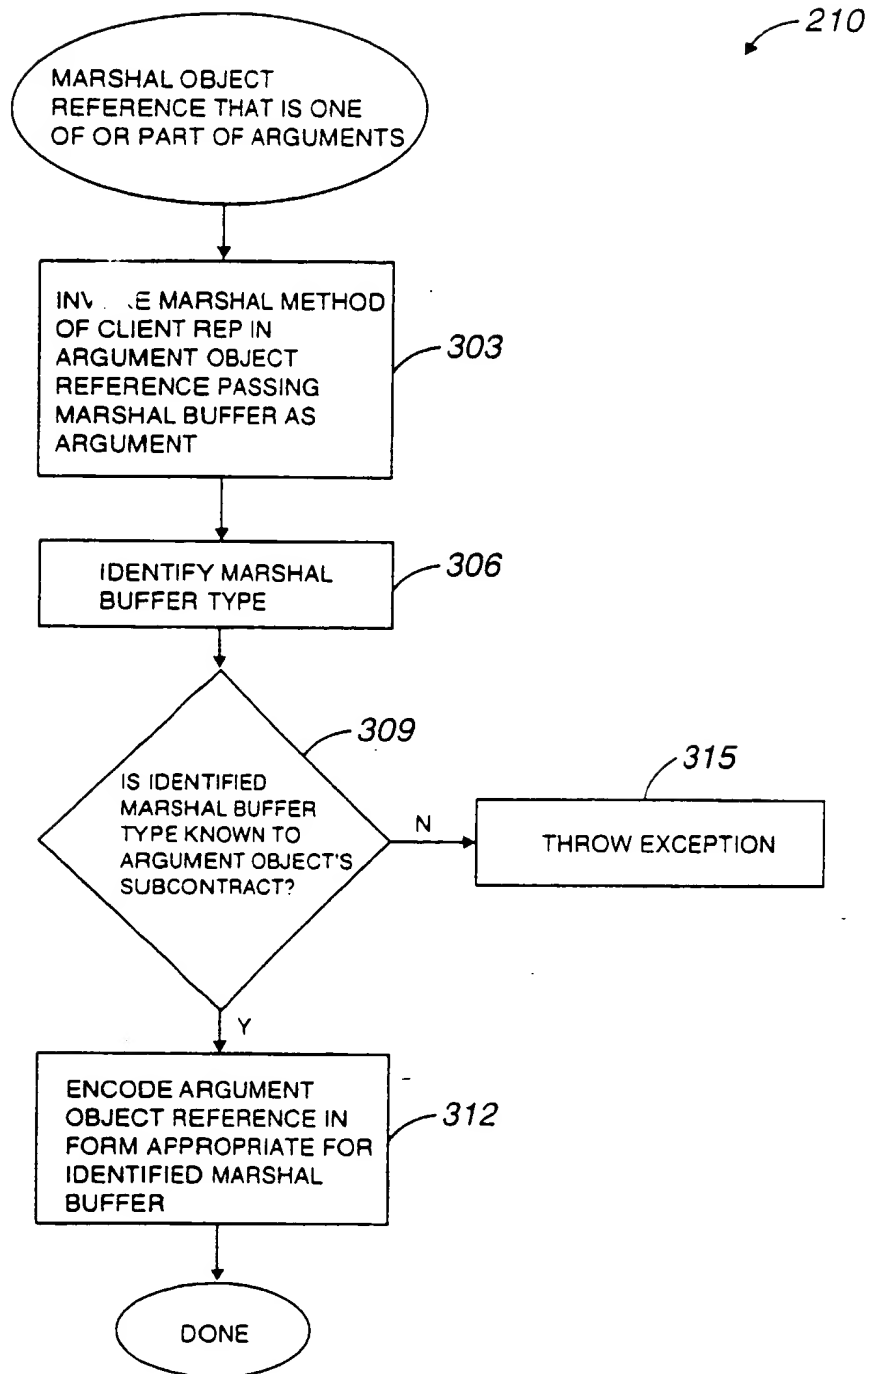 210
MARSHAL OBJECT
REFERENCE THAT IS ONE
OF OR PART OF ARGUMENTS
MARSHAL METHOD
OF CLIENT REP IN
ARGUMENT OBJECT
REFERENCE PASSING
MARSHAL BUFFER AS
ARGUMENT
303
IDENTIFY MARSHAL
BUFFER TYPE
306
309
IS IDENTIFIED
MARSHAL BUFFER
TYPE KNOWN TO
ARGUMENT OBJECT'S
SUBCONTRACT?
N
315
THROW EXCEPTION
Y
ENCODE ARGUMENT
OBJECT REFERENCE IN
FORM APPROPRIATE FOR
IDENTIFIED MARSHAL
BUFFER
312
DONE